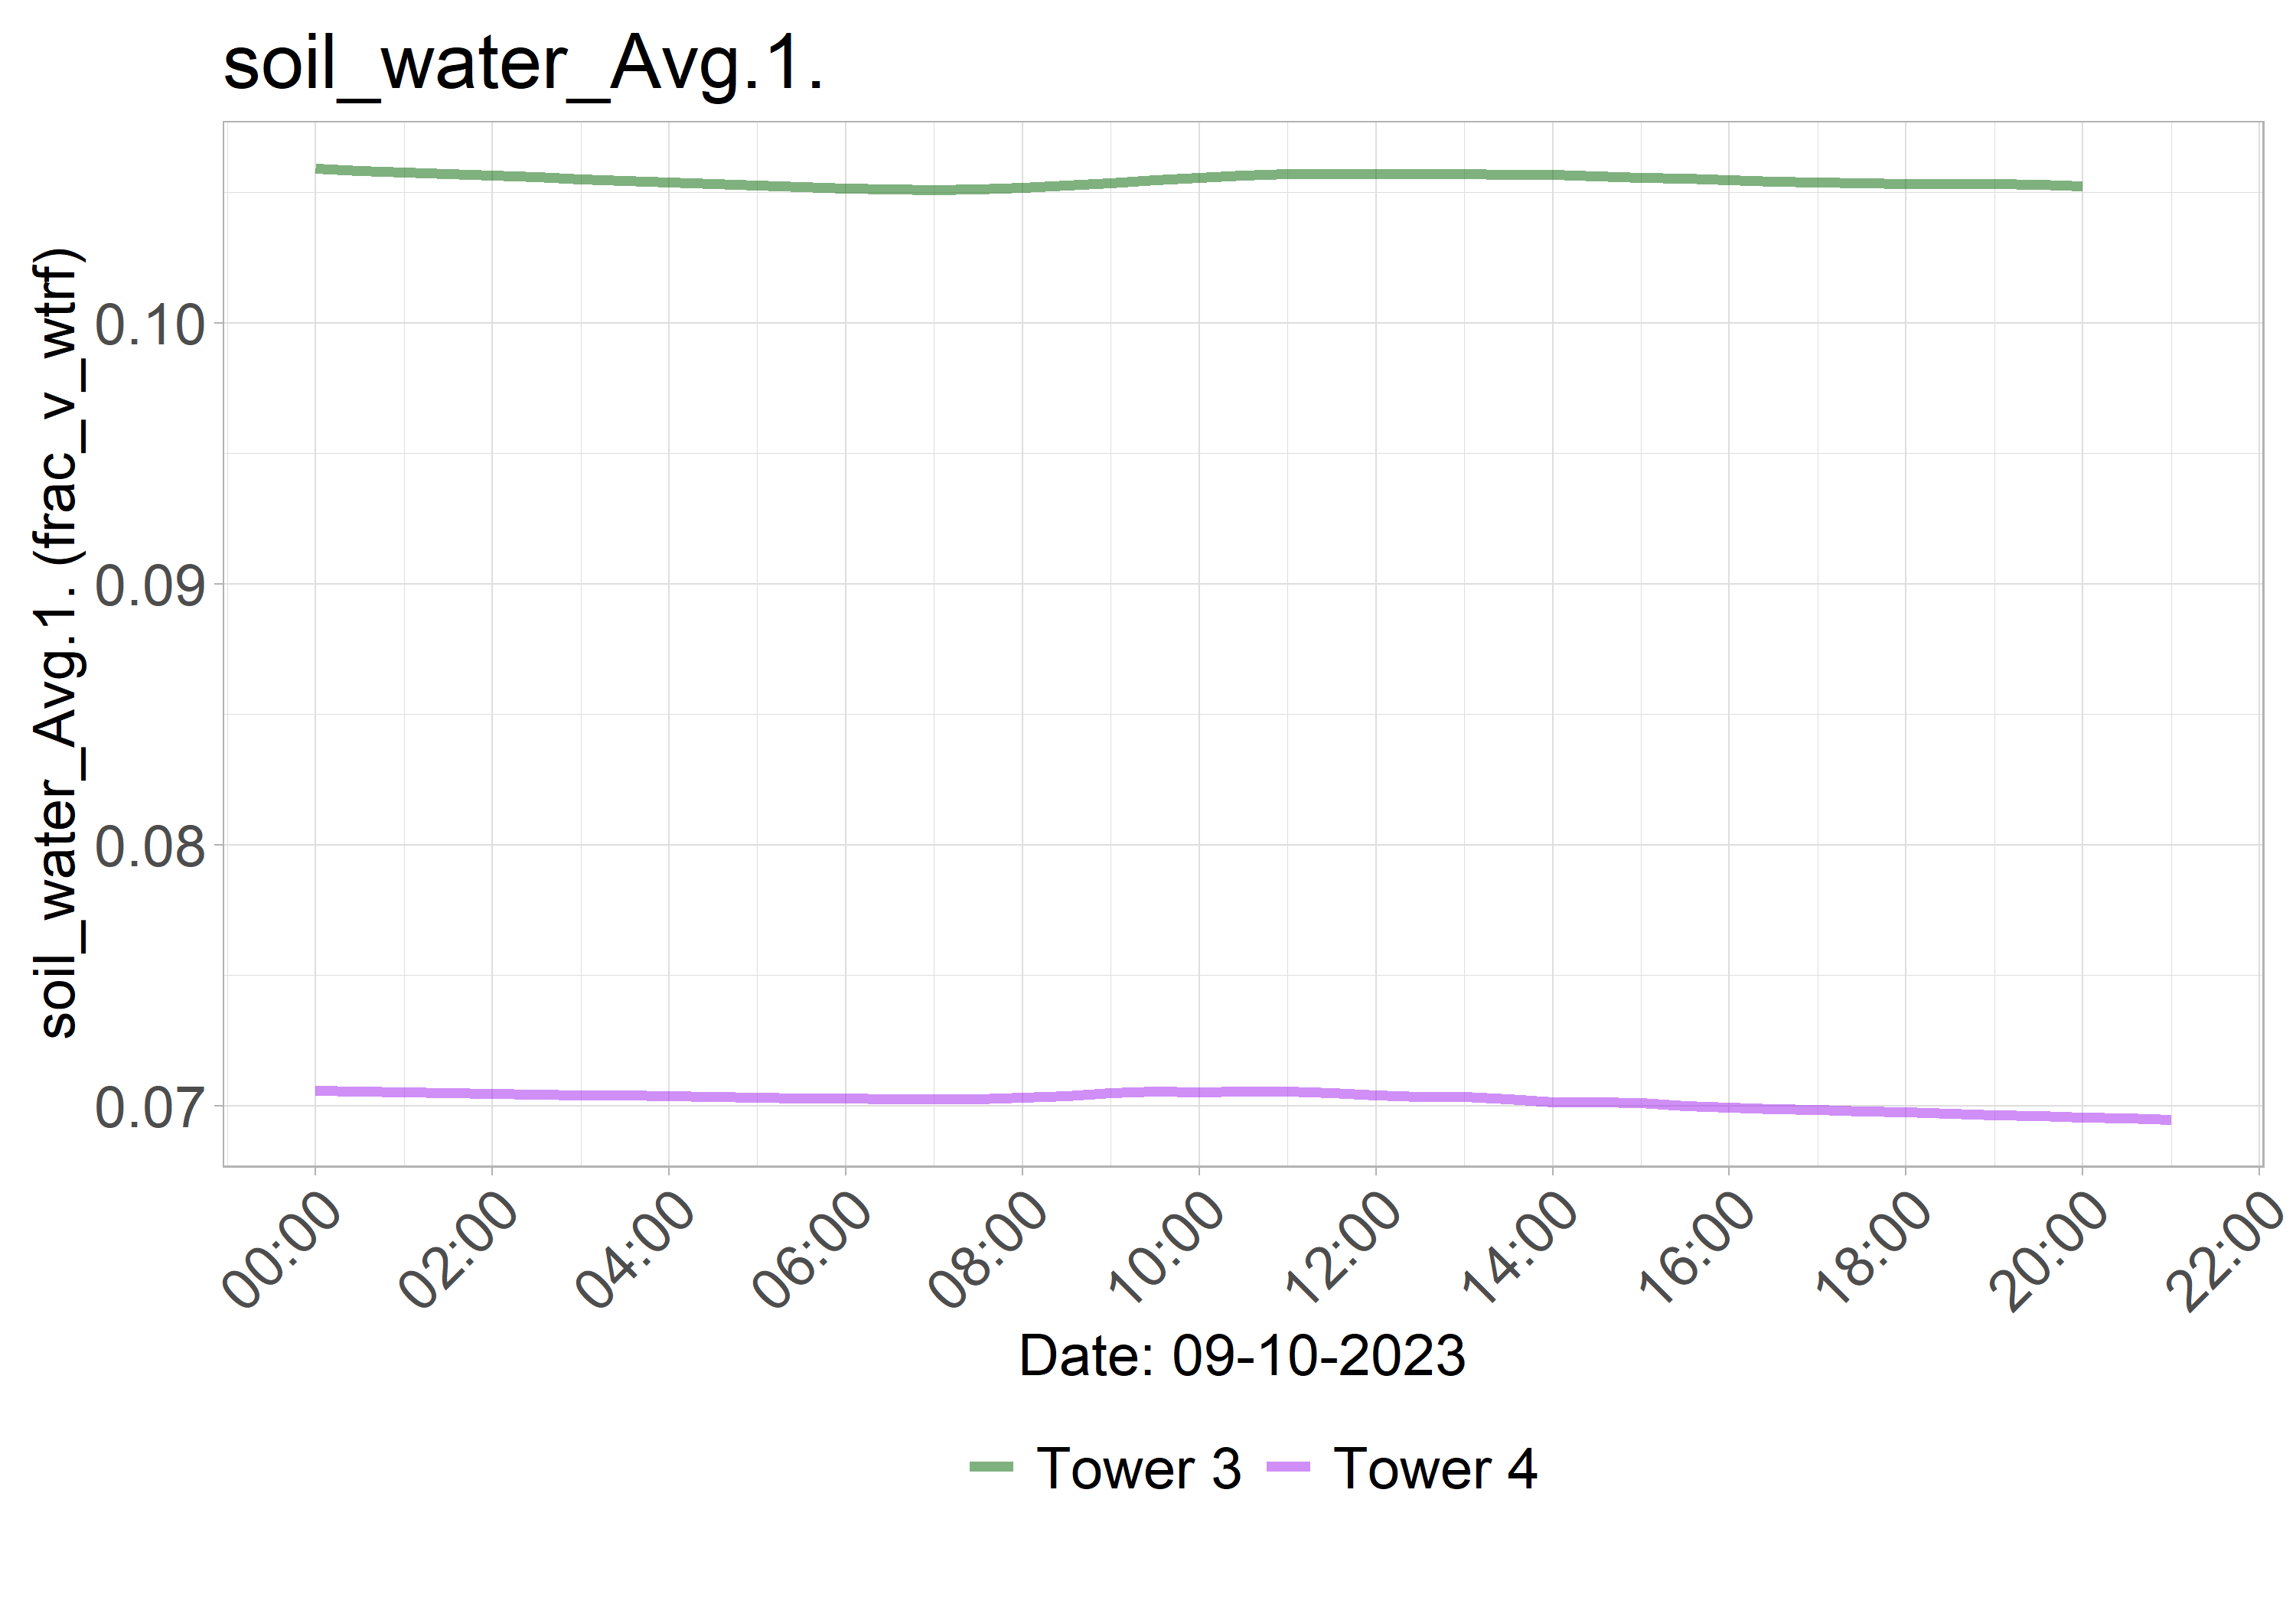 soil_water_Avg.1.
soil_water_Avg.1. (frac_v_wtrf)
0.10
0.09
0.08
0.07
00:00 02:00 04:00 06:00 08:00 10:00 12:00 14:00 16:00 18:00 20:00 22:00
Date: 09-10-2023
Tower 3 Tower 4